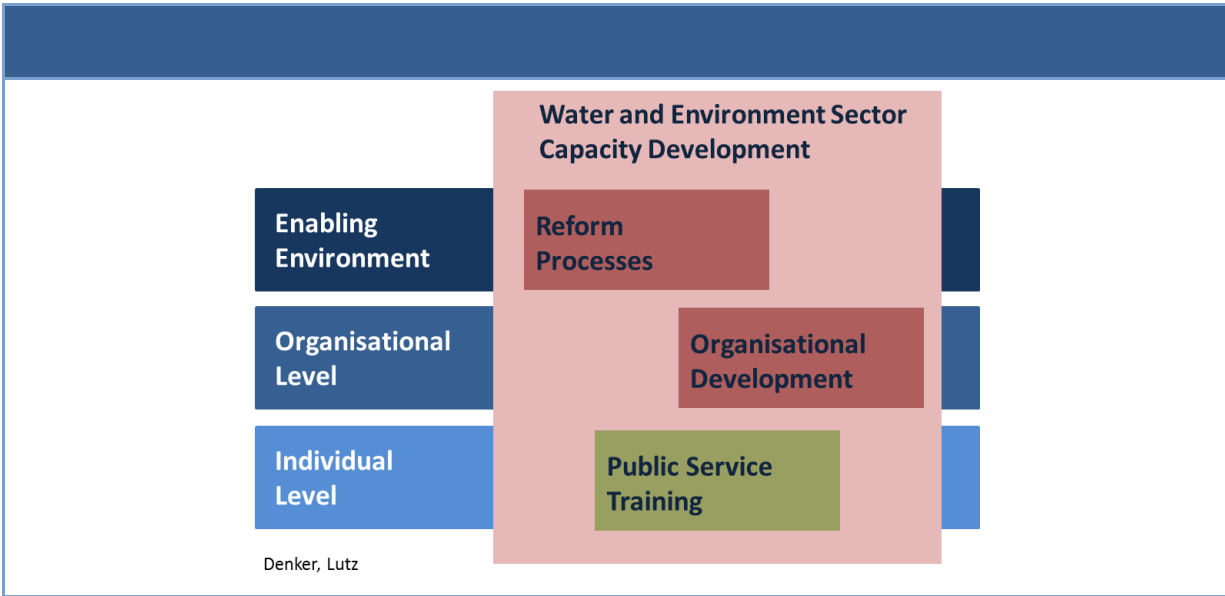 Water and Environment Sector
Capacity Development
Enabling
Environment
Reform
Processes
Organisational
Level
Organisational
Development
Individual
Level
Public Service
Training
Denker, Lutz